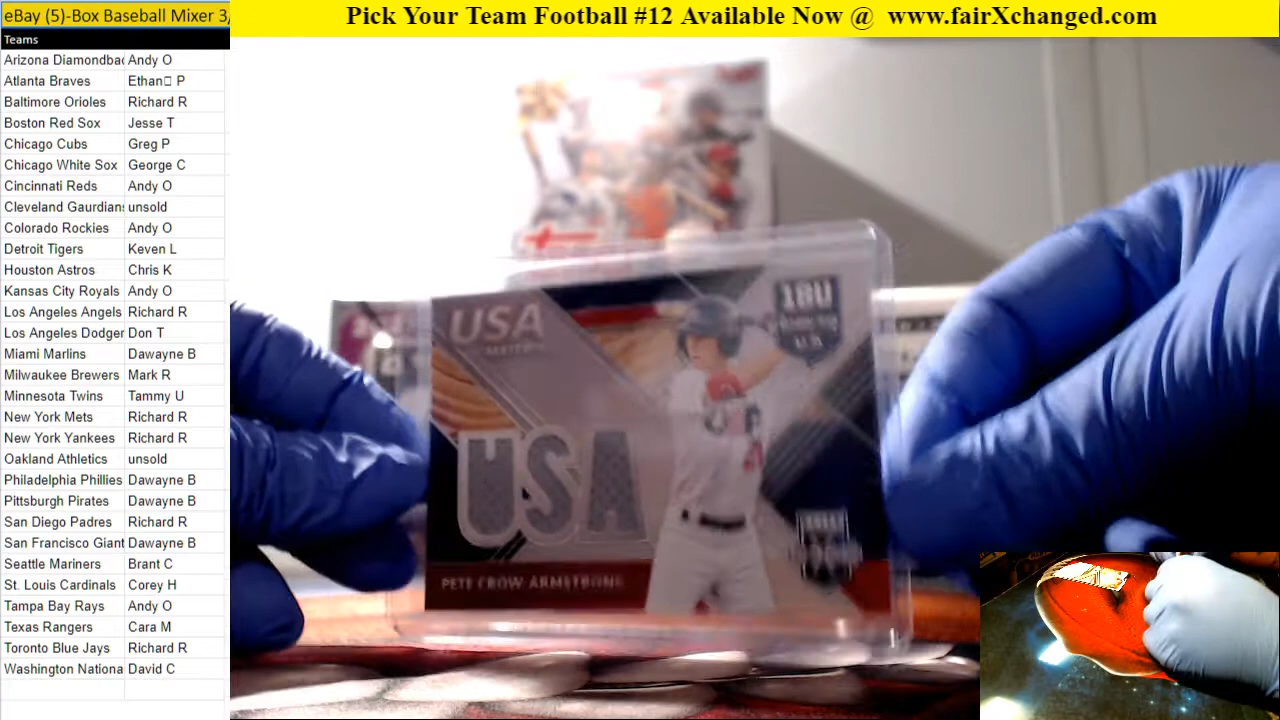 eBay (5)-Box Baseball Mixer 3/
Pick Your Team Football #12 Available Now @ www.fairXchanged.com
Teams
Arizona Diamondbac Andy O
Atlanta Braves Ethan□ P
Baltimore Orioles Richard R
Boston Red Sox Jesse T
Chicago Cubs Greg P
Chicago White Sox George C
Cincinnati Reds Andy O
Cleveland Gaurdians unsold
Colorado Rockies Andy O
Detroit Tigers Keven L
Houston Astros Chris K
Kansas City Royals Andy O
Los Angeles Angels Richard R
Los Angeles Dodger Don T
Miami Marlins Dawayne B
Milwaukee Brewers Mark R
Minnesota Twins Tammy U
New York Mets Richard R
New York Yankees Richard R
Oakland Athletics unsold
Philadelphia Phillies Dawayne B
Pittsburgh Pirates Dawayne B
San Diego Padres Richard R
San Francisco Giant Dawayne B
Seattle Mariners Brant C
St. Louis Cardinals Corey H
Tampa Bay Rays Andy O
Texas Rangers Cara M
Toronto Blue Jays Richard R
Washington Nationa David C
USA
18U
USA
PETE CROW-ARMSTRONG